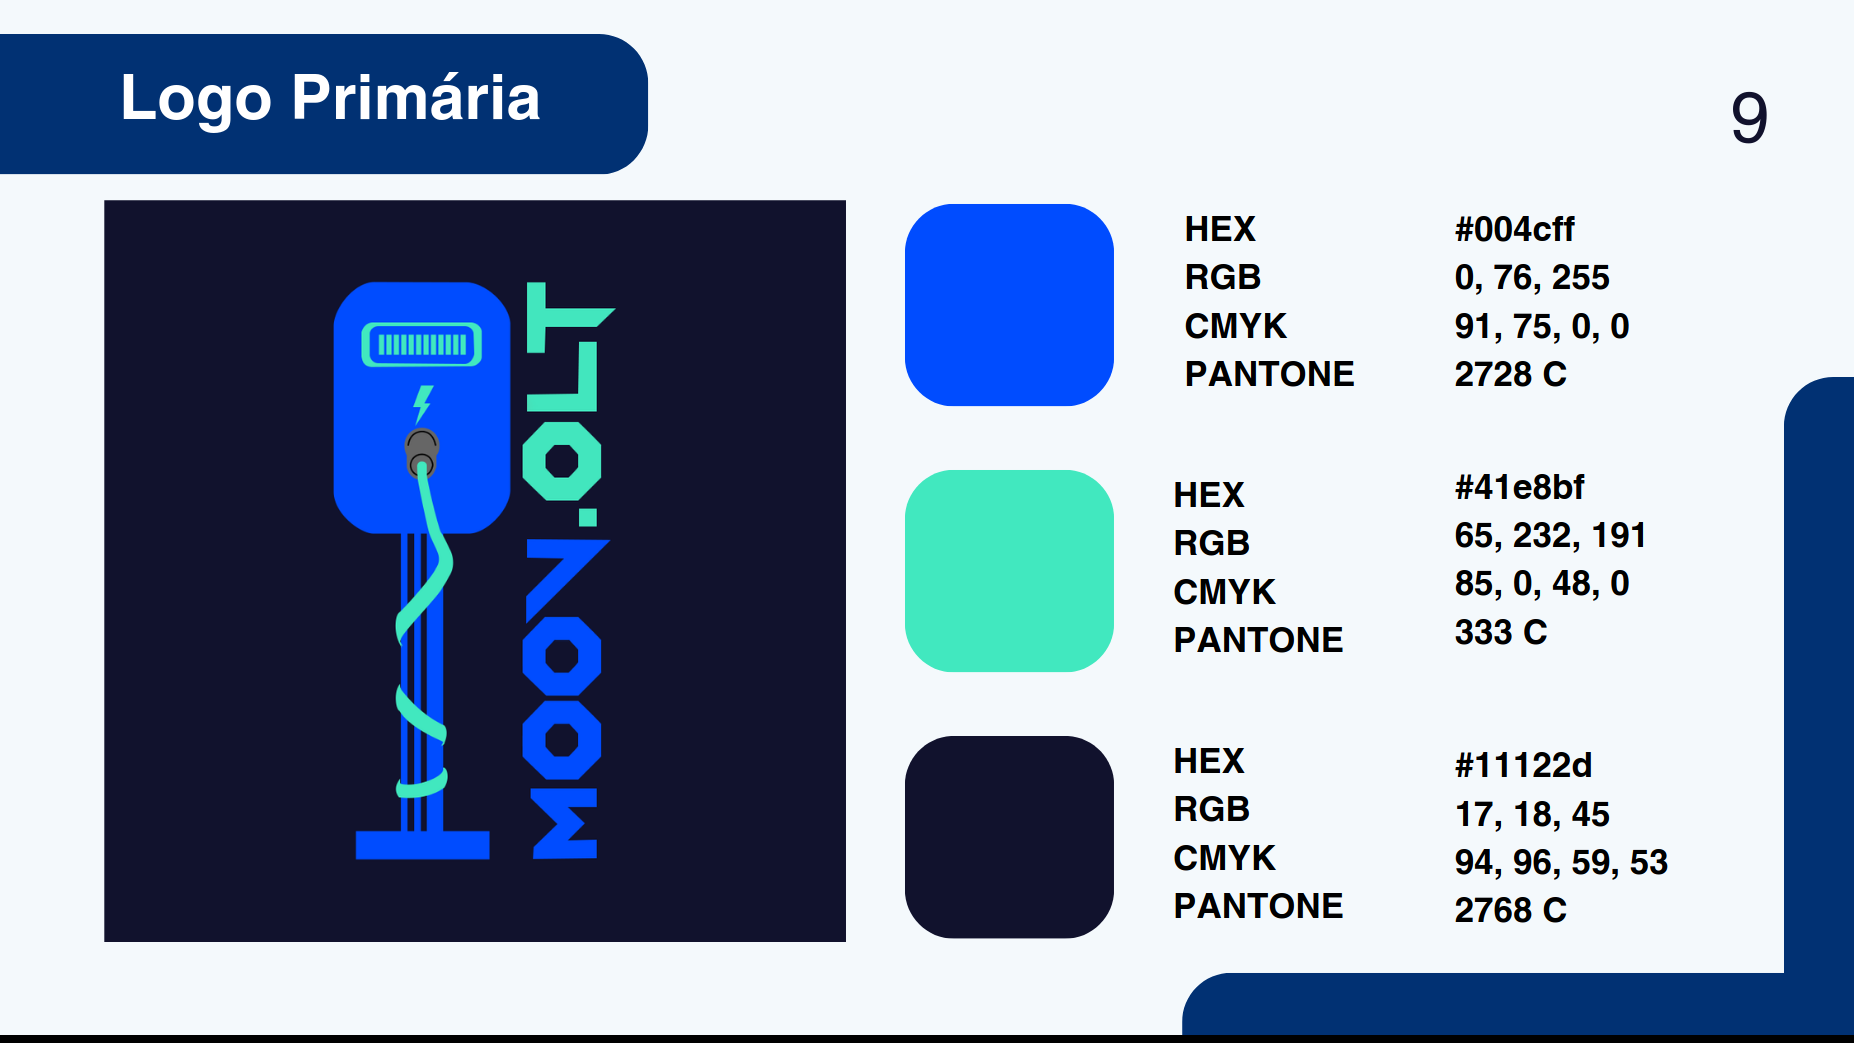 Logo Primária
9
MOON.OLT
HEX #004cff
RGB 0, 76, 255
CMYK 91, 75, 0, 0
PANTONE 2728 C
HEX #41e8bf
RGB 65, 232, 191
CMYK 85, 0, 48, 0
PANTONE 333 C
HEX #11122d
RGB 17, 18, 45
CMYK 94, 96, 59, 53
PANTONE 2768 C